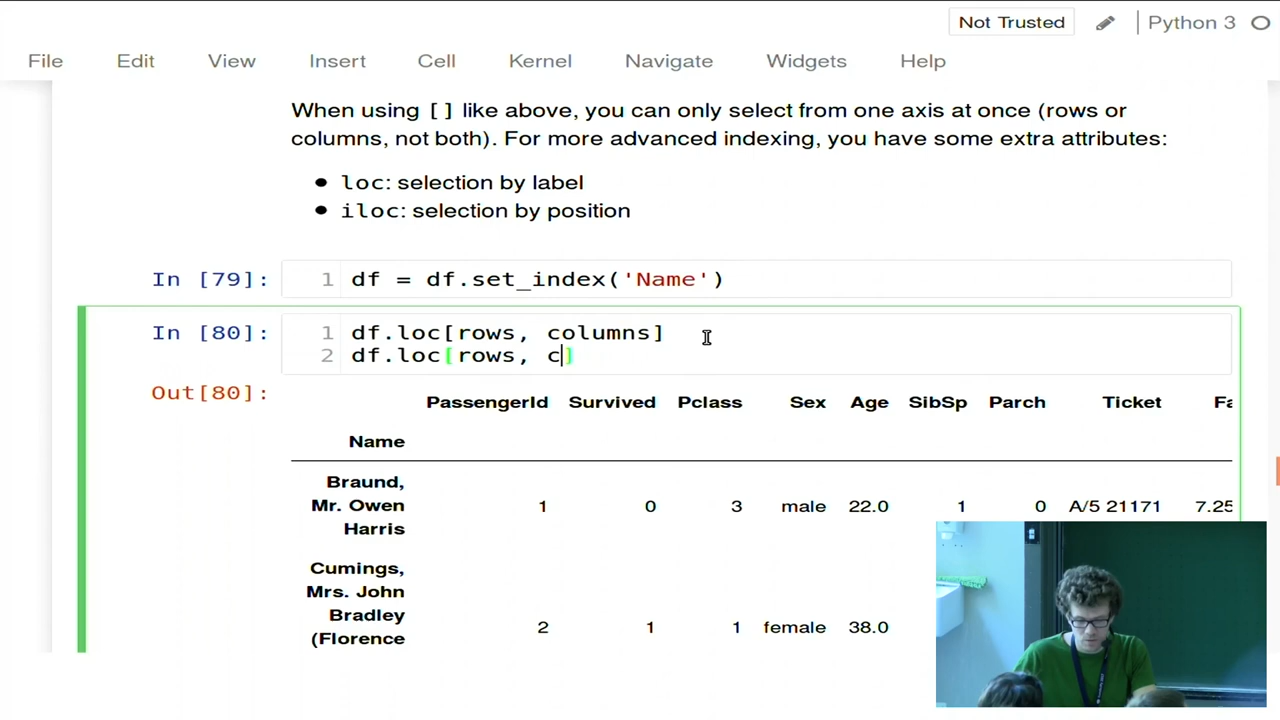 Not Trusted Python 3
File Edit View Insert Cell Kernel Navigate Widgets Help
When using [] like above, you can only select from one axis at once (rows or
columns, not both). For more advanced indexing, you have some extra attributes:
● loc: selection by label
● iloc: selection by position
In [79]: 1 df = df.set_index('Name')
In [80]: 1 df.loc[rows, columns]
2 df.loc[rows, c]
Out[80]:
PassengerId Survived Pclass Sex Age SibSp Parch Ticket Fa
Name
Braund,
Mr. Owen 1 0 3 male 22.0 1 0 A/5 21171 7.25
Harris
Cumings,
Mrs. John
Bradley 2 1 1 female 38.0
(Florence